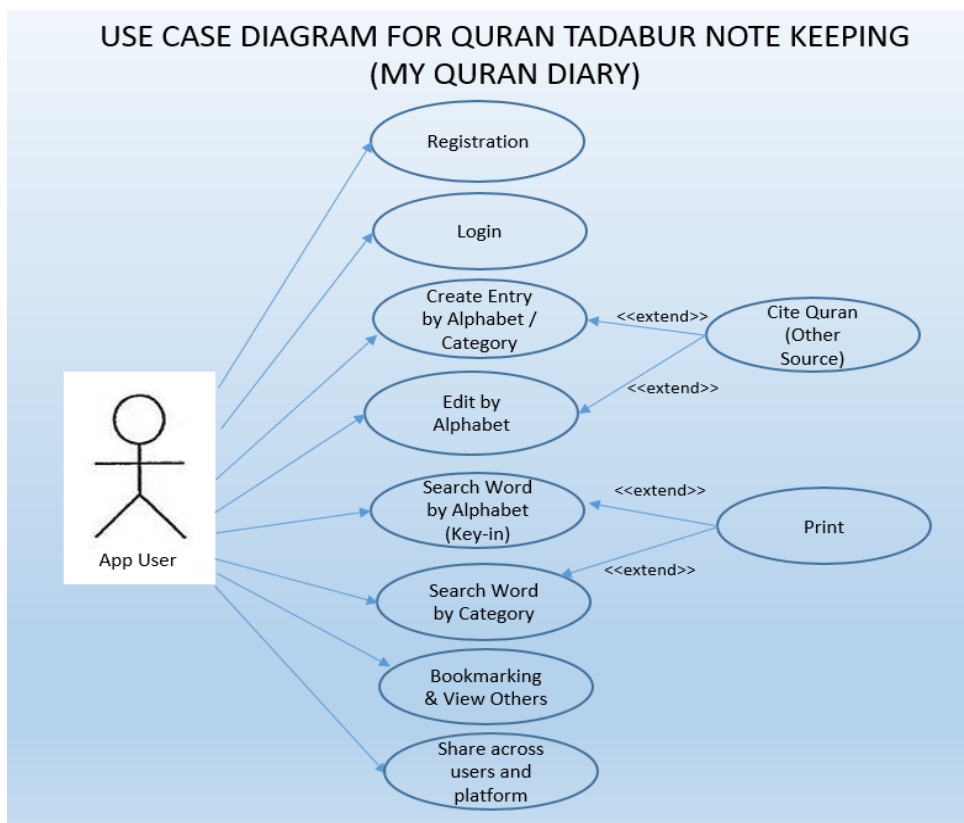 USE CASE DIAGRAM FOR QURAN TADABUR NOTE KEEPING
(MY QURAN DIARY)
Registration
Login
Create Entry
by Alphabet /
Category
<<extend>>
Cite Quran
(Other
Source)
Edit by
Alphabet
<<extend>>
Search Word
by Alphabet
(Key-in)
<<extend>>
Print
App User
Search Word
by Category
<<extend>>
Bookmarking
& View Others
Share across
users and
platform